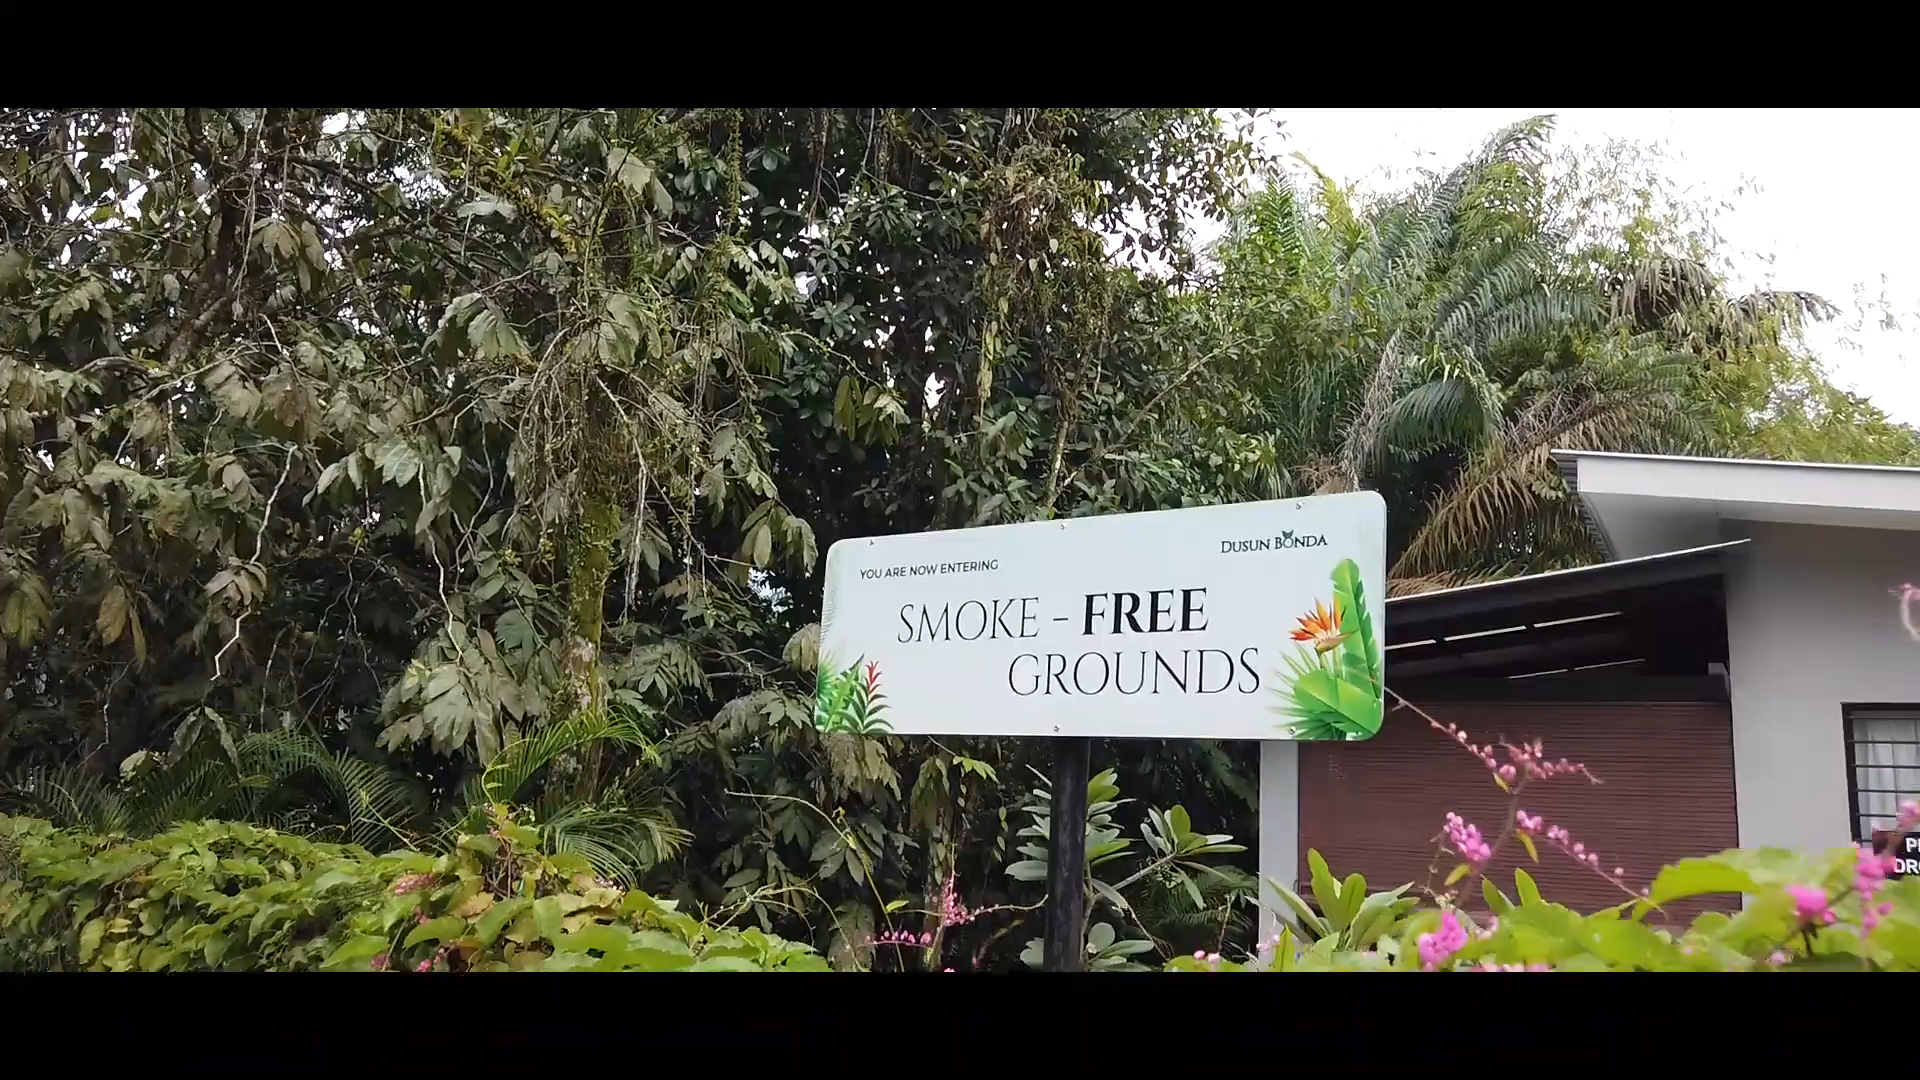 DUSUN BONDA
YOU ARE NOW ENTERING
SMOKE - FREE
GROUNDS